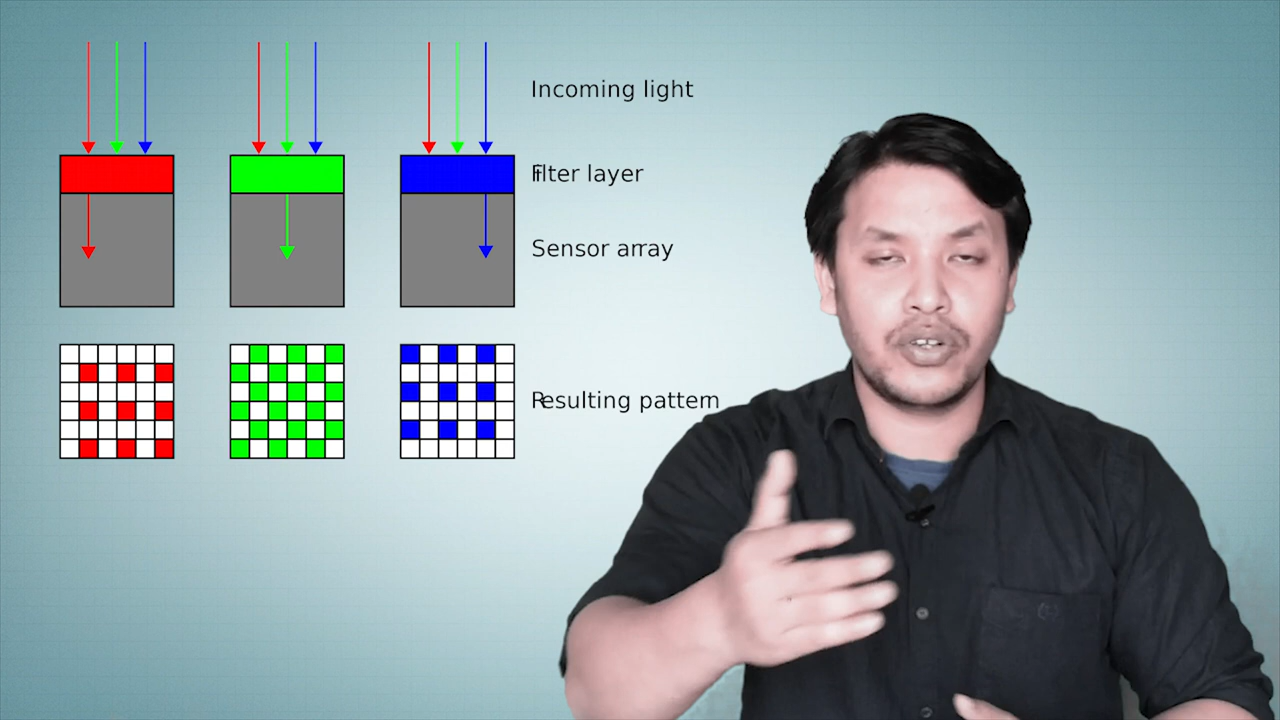 Incoming light
Filter layer
Sensor array
Resulting pattern